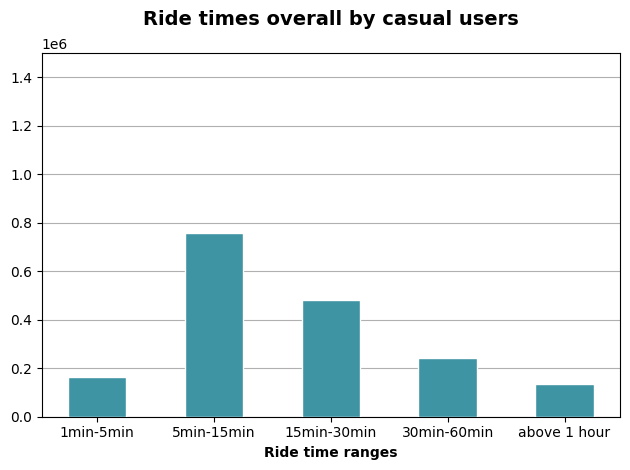 Ride times overall by casual users
1e6
1.4
1.2
1.0
0.8
0.6
0.4
0.2
0.0
1min-5min 5min-15min 15min-30min 30min-60min above 1 hour
Ride time ranges